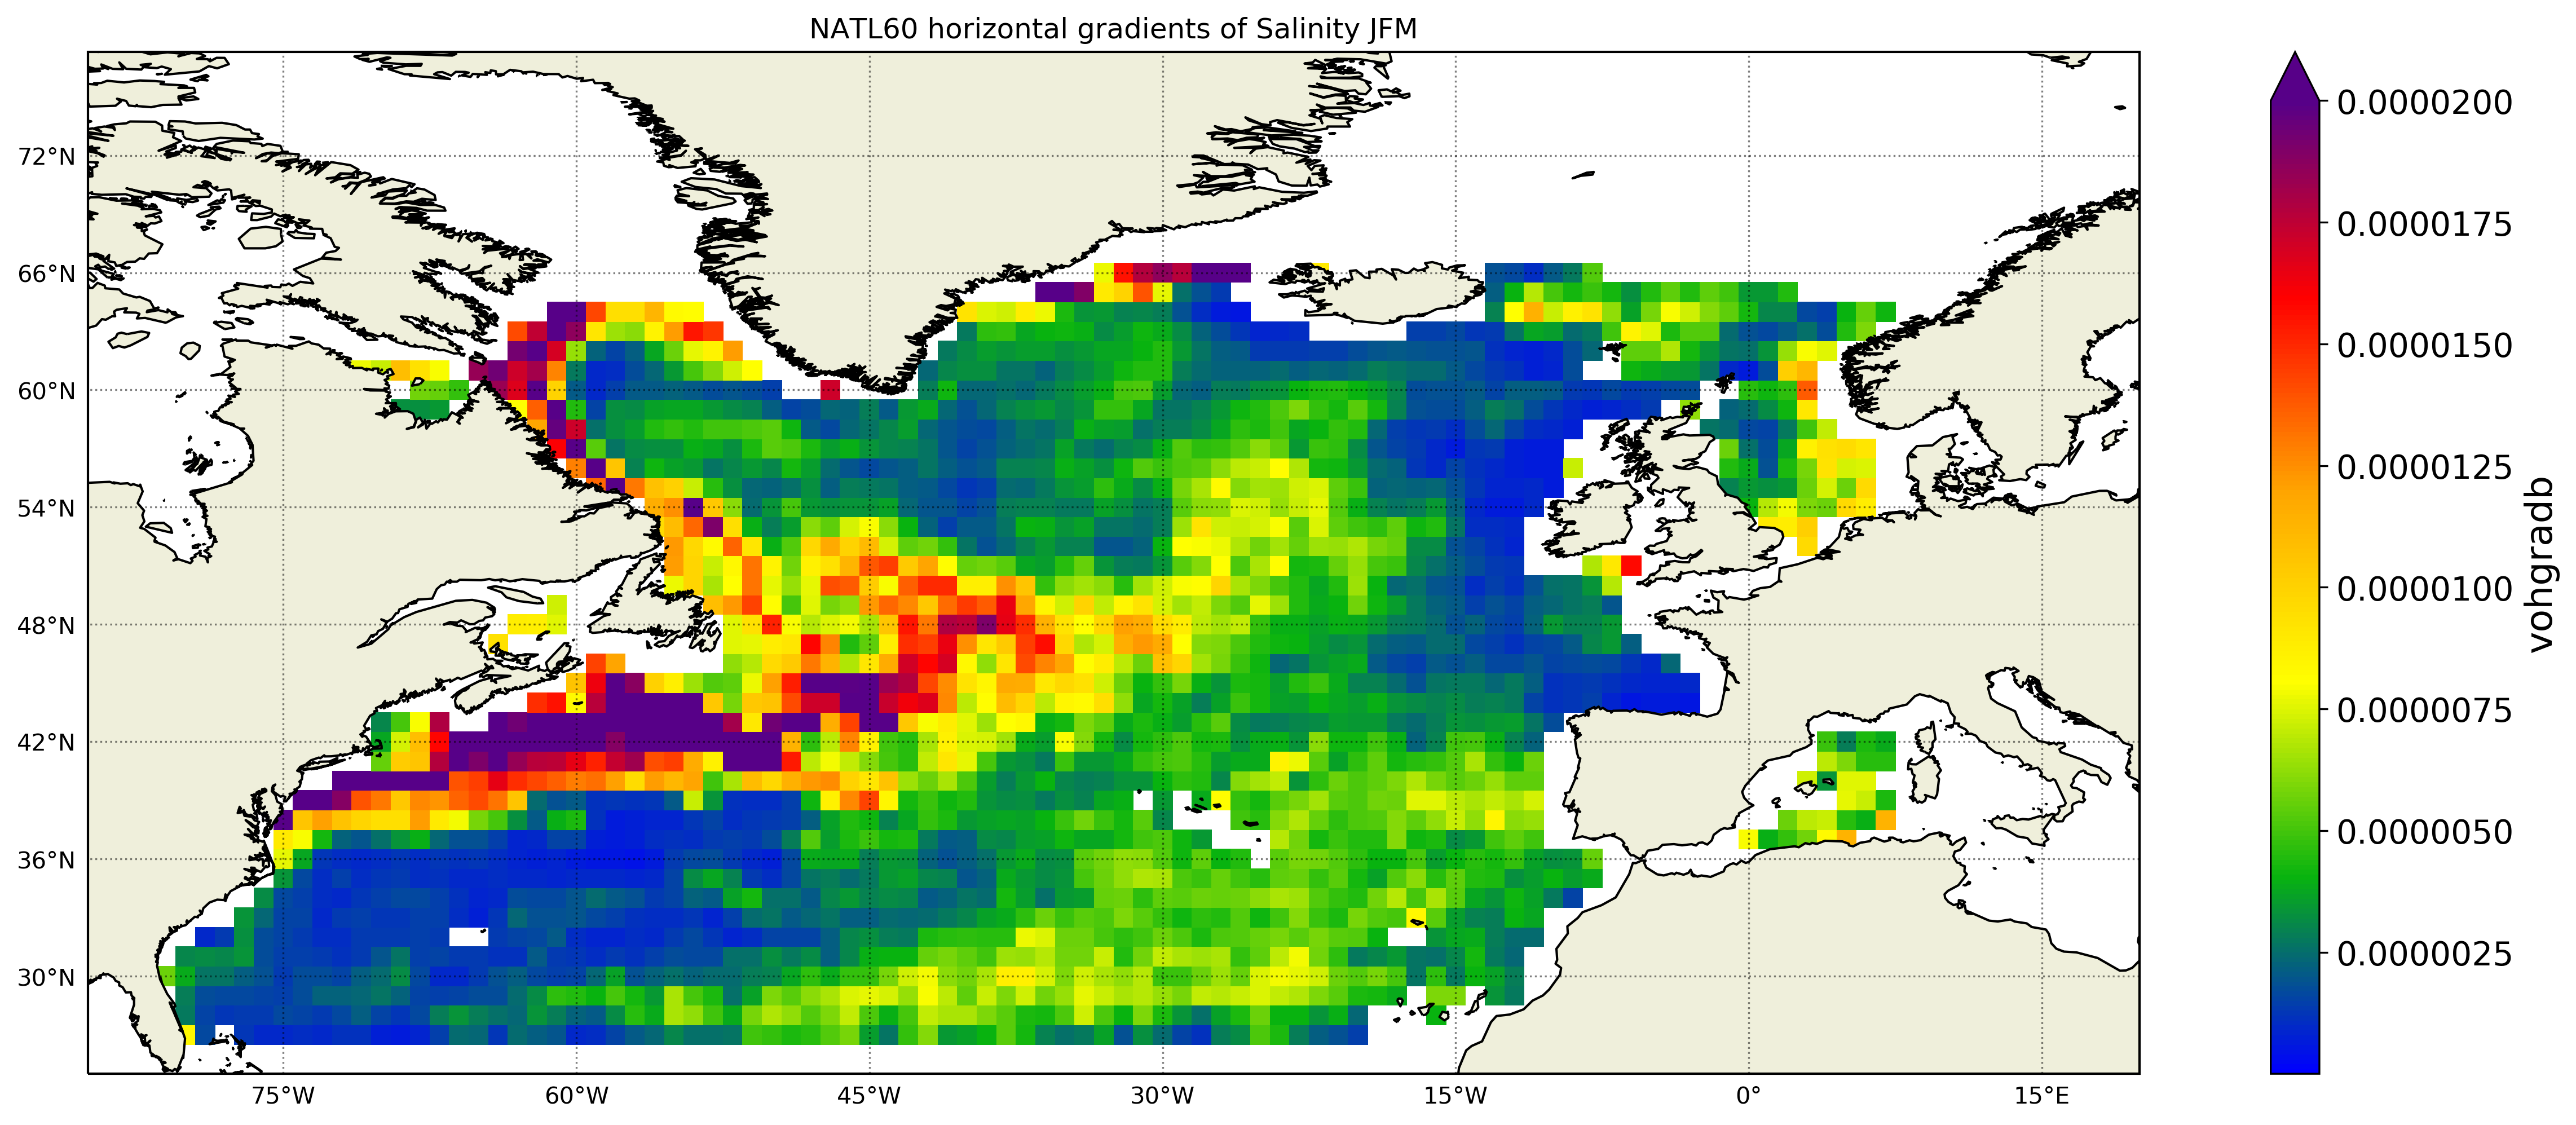 NATL60 horizontal gradients of Salinity JFM
72°N
66°N
60°N
54°N
48°N
42°N
36°N
30°N
75°W
60°W
45°W
30°W
15°W
0°
15°E
0.0000200
0.0000175
0.0000150
0.0000125
0.0000100
0.0000075
0.0000050
0.0000025
vohgradb